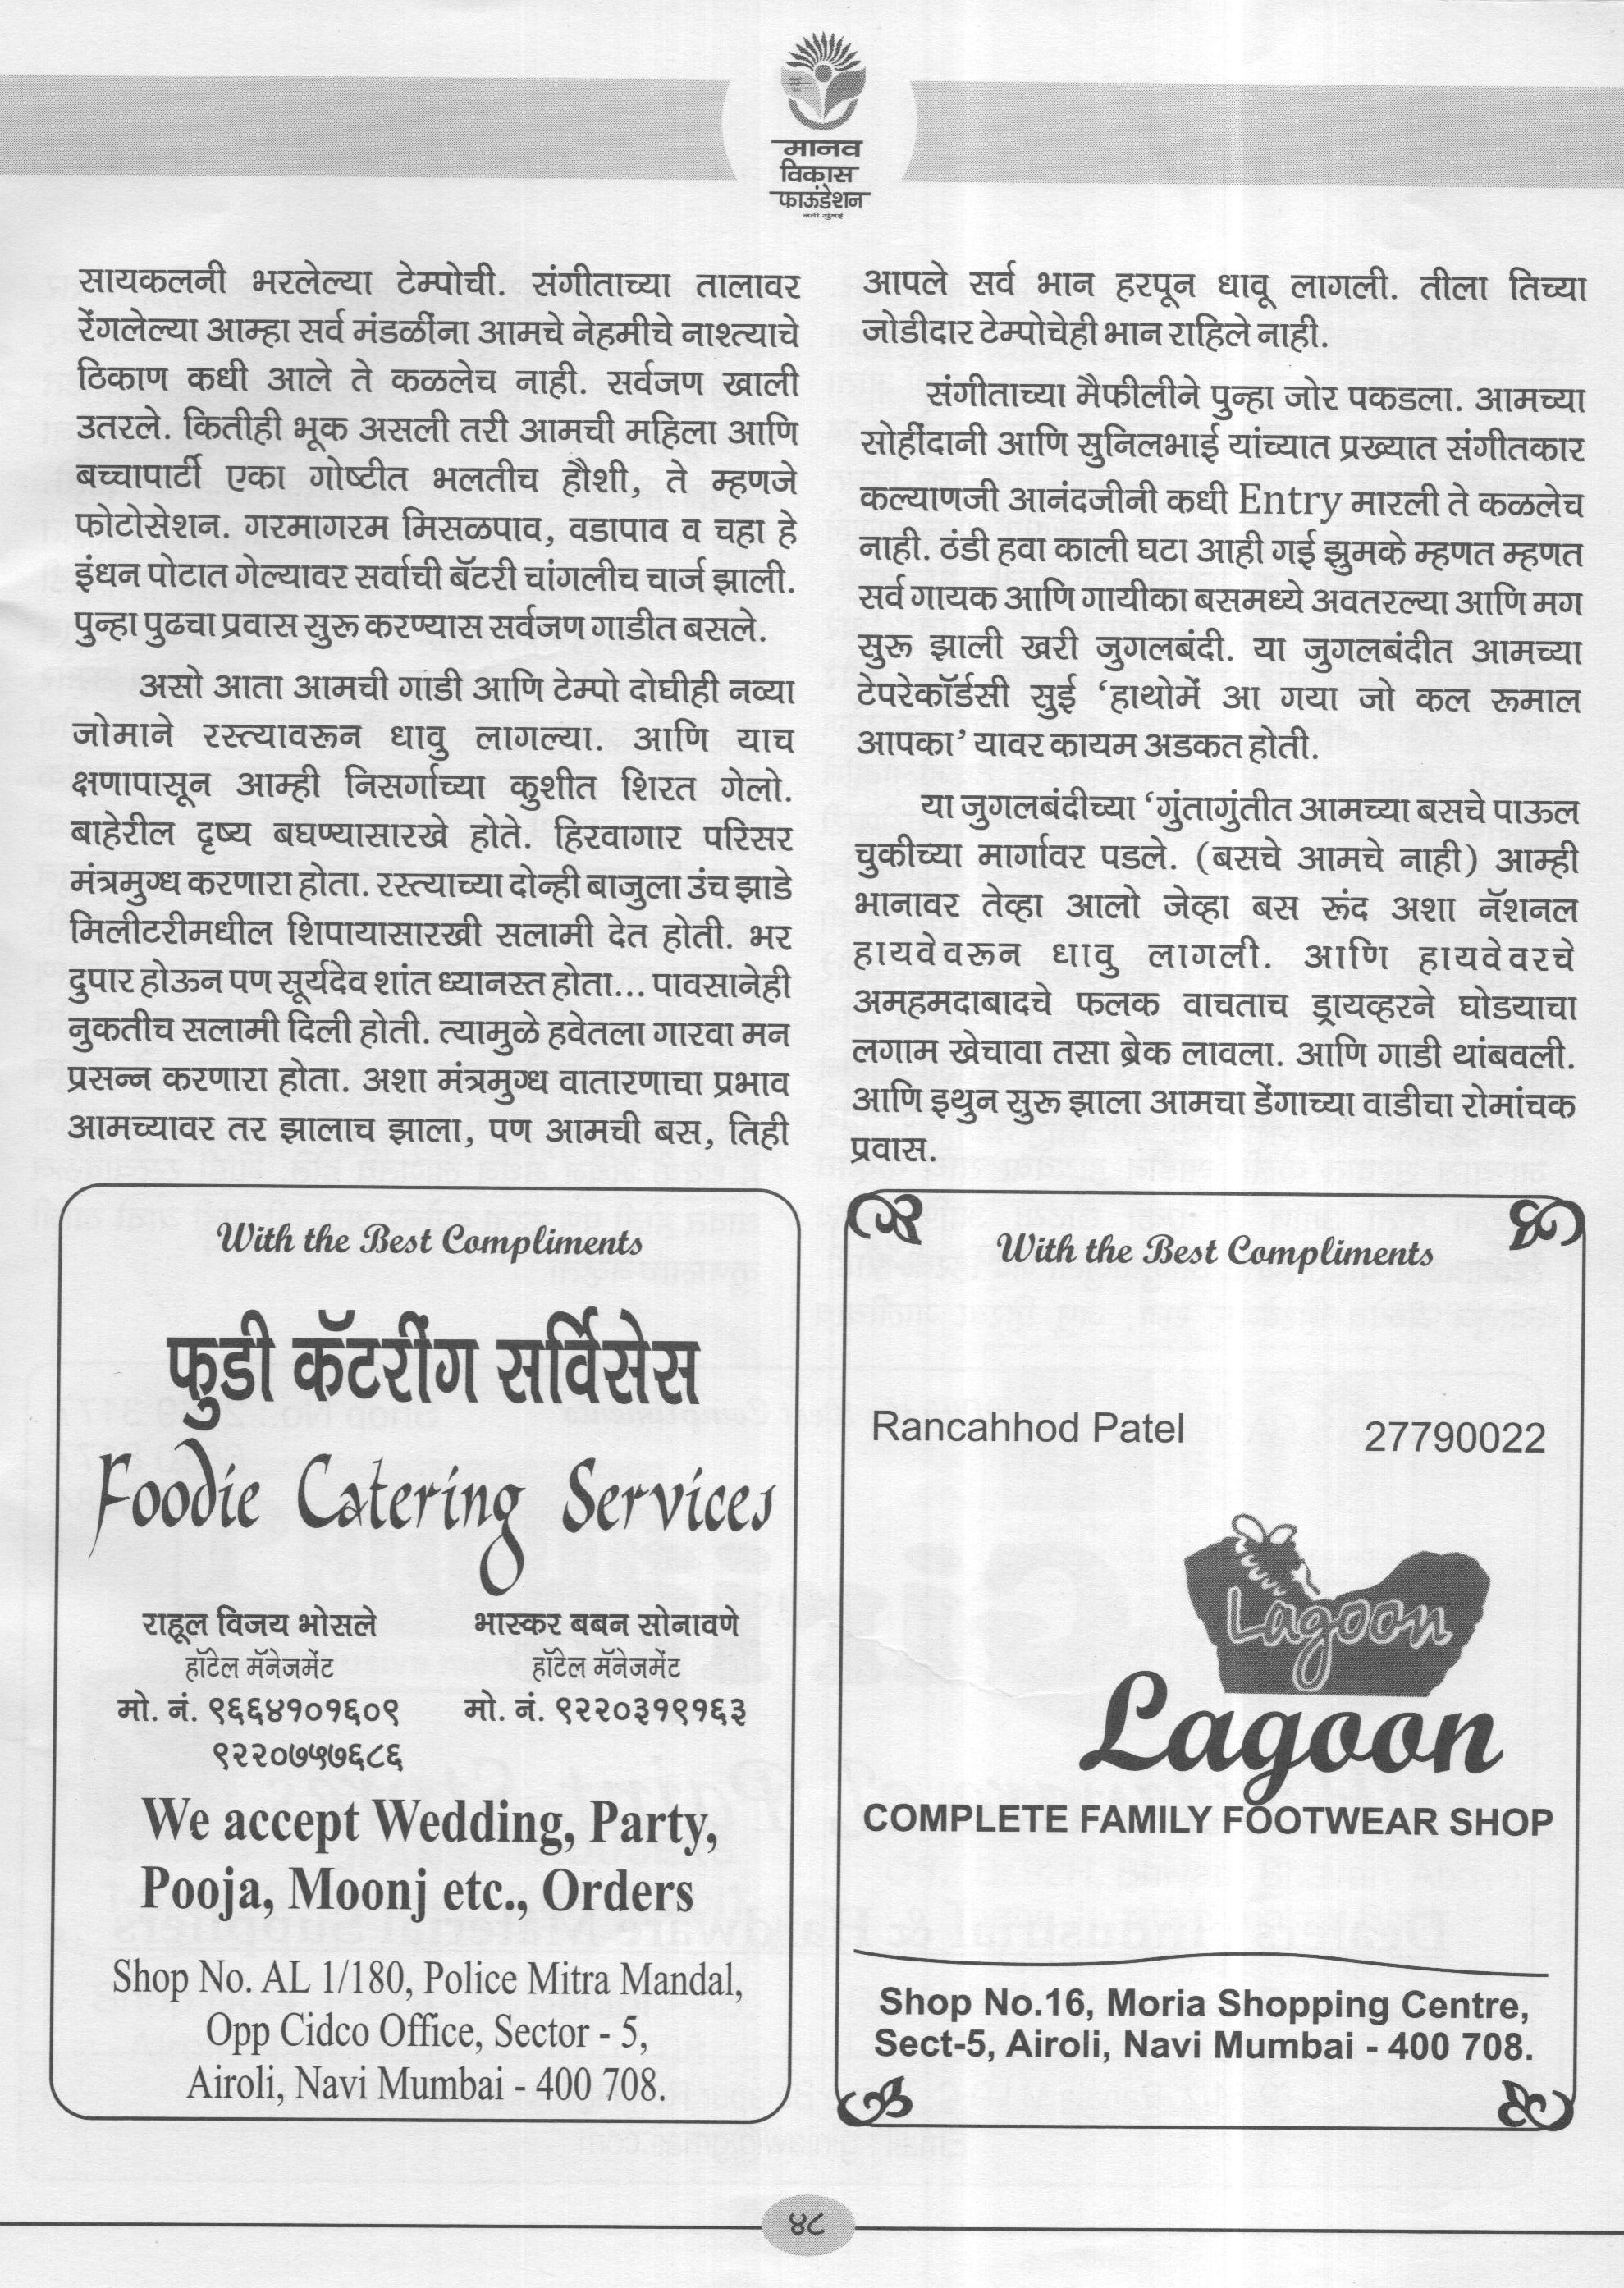 मानव
विकास
फाऊंडेशन
नवी मुंबई
सायकलनी भरलेल्या टेम्पोची. संगीताच्या तालावर
रेंगलेल्या आम्हा सर्व मंडळींना आमचे नेहमीचे नाश्त्याचे
ठिकाण कधी आले ते कळलेच नाही. सर्वजण खाली
उतरले. कितीही भूक असली तरी आमची महिला आणि
बच्चापार्टी एका गोष्टीत भलतीच हौशी, ते म्हणजे
फोटोसेशन. गरमागरम मिसळपाव, वडापाव व चहा हे
इंधन पोटात गेल्यावर सर्वाची बॅटरी चांगलीच चार्ज झाली.
पुन्हा पुढचा प्रवास सुरू करण्यास सर्वजण गाडीत बसले.
असो आता आमची गाडी आणि टेम्पो दोघीही नव्या
जोमाने रस्त्यावरून धावु लागल्या. आणि याच
क्षणापासून आम्ही निसर्गाच्या कुशीत शिरत गेलो.
बाहेरील दृष्य बघण्यासारखे होते. हिरवागार परिसर
मंत्रमुग्ध करणारा होता. रस्त्याच्या दोन्ही बाजुला उंच झाडे
मिलीटरीमधील शिपायासारखी सलामी देत होती. भर
दुपार होऊन पण सूर्यदेव शांत ध्यानस्त होता... पावसानेही
नुकतीच सलामी दिली होती. त्यामुळे हवेतला गारवा मन
प्रसन्न करणारा होता. अशा मंत्रमुग्ध वातारणाचा प्रभाव
आमच्यावर तर झालाच झाला, पण आमची बस, तिही
आपले सर्व भान हरपून धावू लागली. तीला तिच्या
जोडीदार टेम्पोचेही भान राहिले नाही.
संगीताच्या मैफीलीने पुन्हा जोर पकडला. आमच्या
सोहींदानी आणि सुनिलभाई यांच्यात प्रख्यात संगीतकार
कल्याणजी आनंदजीनी कधी Entry मारली ते कळलेच
नाही. ठंडी हवा काली घटा आही गई झुमके म्हणत म्हणत
सर्व गायक आणि गायीका बसमध्ये अवतरल्या आणि मग
सुरू झाली खरी जुगलबंदी. या जुगलबंदीत आमच्या
टेपरेकॉर्डसी सुई ‘हाथोमें आ गया जो कल रूमाल
आपका’ यावर कायम अडकत होती.
या जुगलबंदीच्या ‘गुंतागुंतीत आमच्या बसचे पाऊल
चुकीच्या मार्गावर पडले. (बसचे आमचे नाही) आम्ही
भानावर तेव्हा आलो जेव्हा बस रूंद अशा नॅशनल
हायवेवरून धावु लागली. आणि हायवेवरचे
अमहमदाबादचे फलक वाचताच ड्रायव्हरने घोडयाचा
लगाम खेचावा तसा ब्रेक लावला. आणि गाडी थांबवली.
आणि इथुन सुरू झाला आमचा डेंगाच्या वाडीचा रोमांचक
प्रवास.
With the Best Compliments
फुडी कॅटरींग सर्विसेस
Foodie Catering Services
राहूल विजय भोसले
हॉटेल मॅनेजमेंट
मो. नं. ९६६४१०१६०९
९२२०७५७६८६
भास्कर बबन सोनावणे
हॉटेल मॅनेजमेंट
मो. नं. ९२२०३१९१६३
We accept Wedding, Party,
Pooja, Moonj etc., Orders
Shop No. AL 1/180, Police Mitra Mandal,
Opp Cidco Office, Sector - 5,
Airoli, Navi Mumbai - 400 708.
With the Best Compliments
Rancahhod Patel 27790022
Lagoon
Lagoon
COMPLETE FAMILY FOOTWEAR SHOP
Shop No.16, Moria Shopping Centre,
Sect-5, Airoli, Navi Mumbai - 400 708.
४८